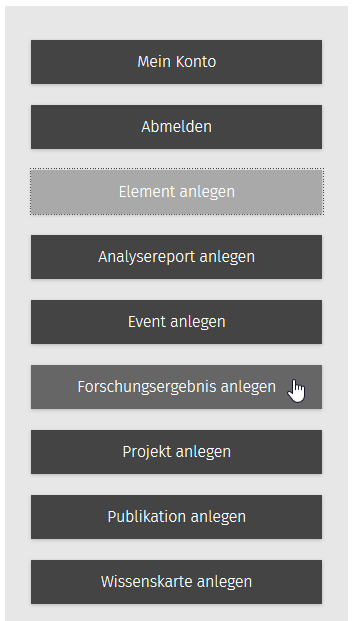 Mein Konto
Abmelden
Element anlegen
Analysereport anlegen
Event anlegen
Forschungsergebnis anlegen
Projekt anlegen
Publikation anlegen
Wissenskarte anlegen